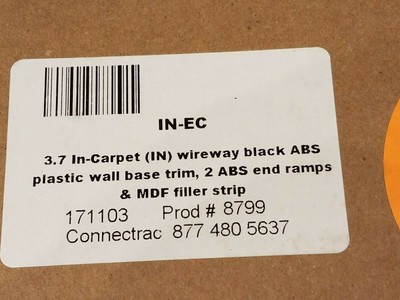 IN-EC
3.7 In-Carpet (IN) wireway black ABS
plastic wall base trim, 2 ABS end ramps
& MDF filler strip
171103 Prod # 8799
Connectrac 877 480 5637